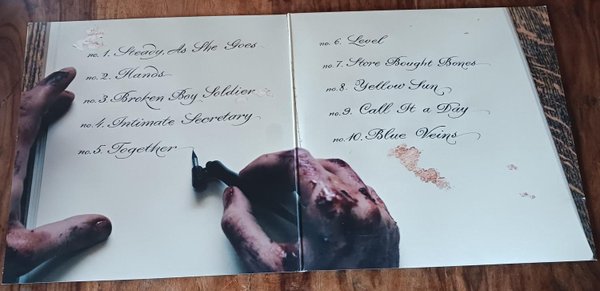 no. 1. Steady, As She Goes
no. 2. Hands
no. 3 Broken Boy Soldier
no. 4. Intimate Secretary
no. 5. Together
no. 6. Level
no. 7. Store Bought Bones
no. 8. Yellow Sun
no. 9. Call It a Day
no. 10. Blue Veins